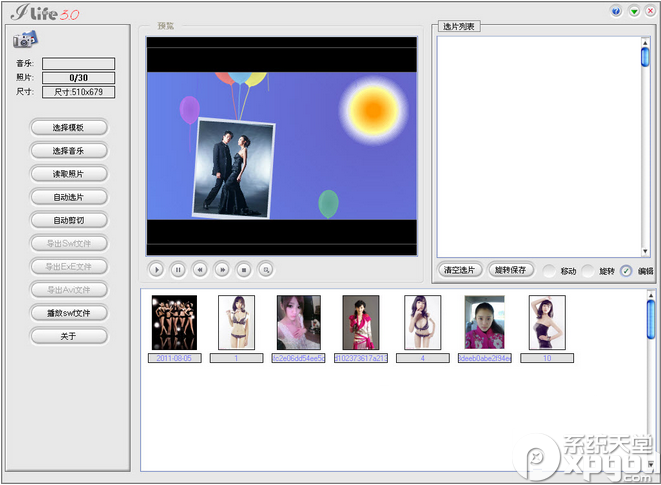 I life 3.0
预览
选片列表
音乐:
照片: 0/30
尺寸: 尺寸:510x679
选择模板
选择音乐
读取照片
自动选片
自动剪切
导出Swf文件
导出ExE文件
导出Avi文件
播放swf文件
关于
清空选片
旋转保存
移动
旋转
编辑
2011-08-05
1
4
10
系统天堂